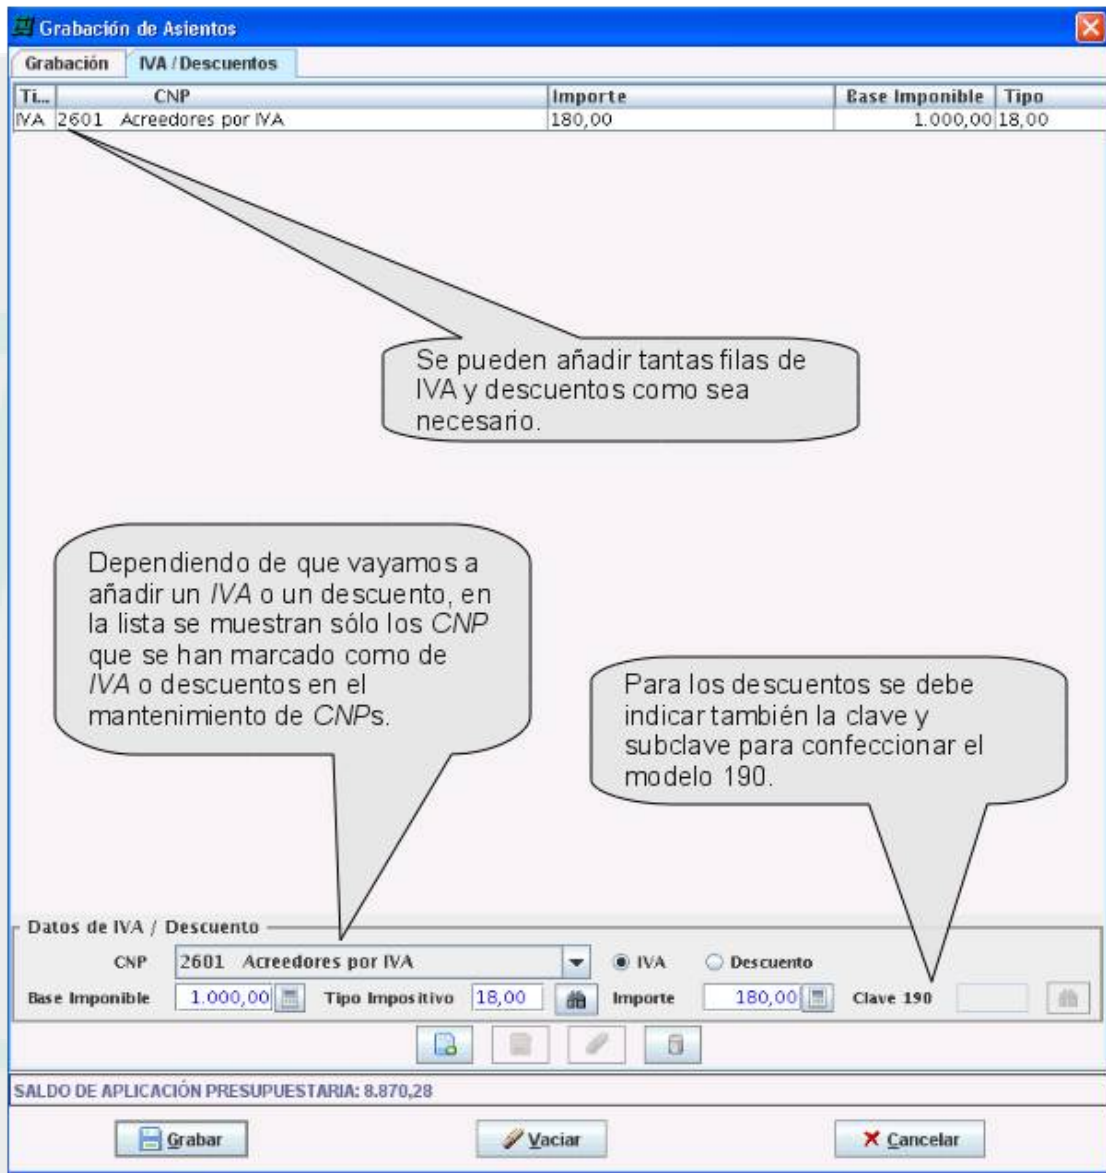 Grabación de Asientos
Grabación IVA / Descuentos
Ti... CNP Importe Base Imponible Tipo
IVA 2601 Acreedores por IVA 180,00 1.000,00 18,00
Se pueden añadir tantas filas de
IVA y descuentos como sea
necesario.
Dependiendo de que vayamos a
añadir un IVA o un descuento, en
la lista se muestran sólo los CNP
que se han marcado como de
IVA o descuentos en el
mantenimiento de CNPs.
Para los descuentos se debe
indicar también la clave y
subclave para confeccionar el
modelo 190.
Datos de IVA / Descuento
CNP 2601 Acreedores por IVA IVA Descuento
Base Imponible 1.000,00 Tipo Impositivo 18,00 Importe 180,00 Clave 190
SALDO DE APLICACIÓN PRESUPUESTARIA: 8.870,28
Grabar Vaciar Cancelar